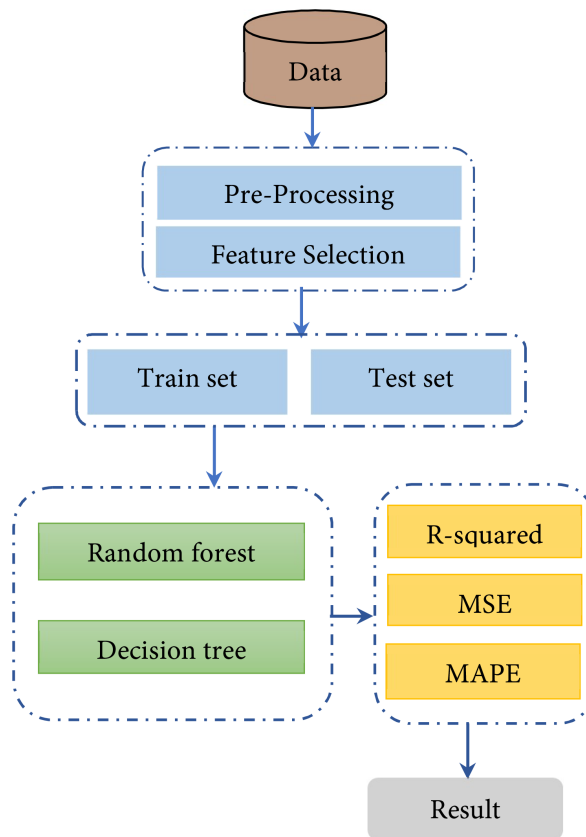 Data
Pre-Processing
Feature Selection
Train set
Test set
Random forest
Decision tree
R-squared
MSE
MAPE
Result